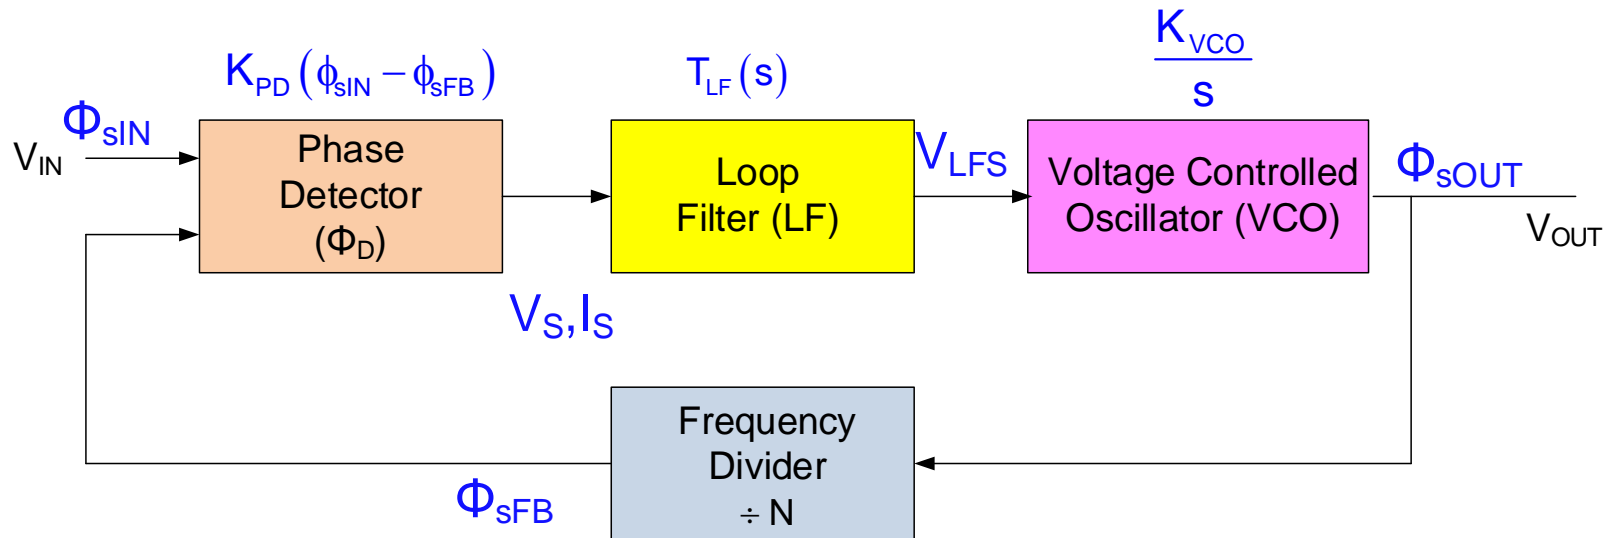 K_PD(ϕ_sIN − ϕ_sFB)
T_LF(s)
K_VCO
s
Φ_sIN
V_IN
Phase
Detector
(Φ_D)
Loop
Filter (LF)
V_LFS
Voltage Controlled
Oscillator (VCO)
Φ_sOUT
V_OUT
V_S,I_S
Frequency
Divider
÷ N
Φ_sFB